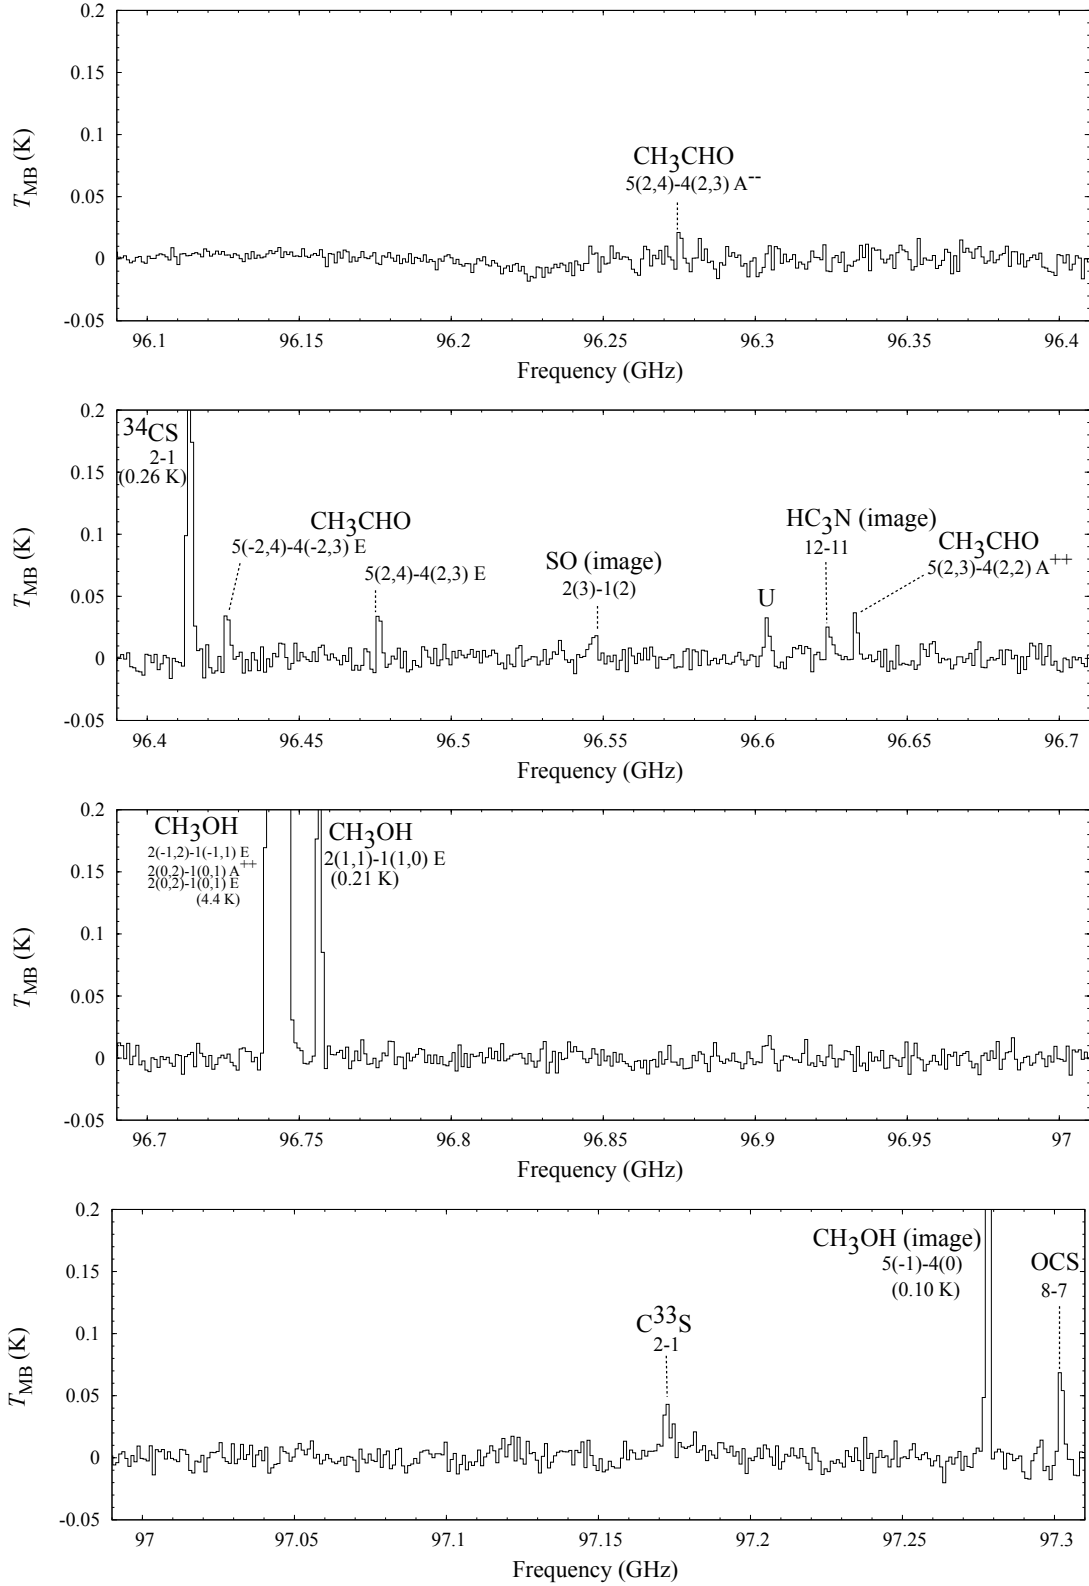 0.2
0.15
0.1
0.05
0
-0.05
T_MB (K)
CH₃CHO
5(2,4)-4(2,3) A⁻⁻
96.1 96.15 96.2 96.25 96.3 96.35 96.4
Frequency (GHz)
0.2
0.15
0.1
0.05
0
-0.05
T_MB (K)
³⁴CS
2-1
(0.26 K)
CH₃CHO
5(-2,4)-4(-2,3) E
5(2,4)-4(2,3) E
SO (image)
2(3)-1(2)
U
HC₃N (image)
12-11
CH₃CHO
5(2,3)-4(2,2) A⁺⁺
96.4 96.45 96.5 96.55 96.6 96.65 96.7
Frequency (GHz)
0.2
0.15
0.1
0.05
0
-0.05
T_MB (K)
CH₃OH
2(-1,2)-1(-1,1) E
2(0,2)-1(0,1) A⁺⁺
2(0,2)-1(0,1) E
(4.4 K)
CH₃OH
2(1,1)-1(1,0) E
(0.21 K)
96.7 96.75 96.8 96.85 96.9 96.95 97
Frequency (GHz)
0.2
0.15
0.1
0.05
0
-0.05
T_MB (K)
C³³S
2-1
CH₃OH (image)
5(-1)-4(0)
(0.10 K)
OCS
8-7
97 97.05 97.1 97.15 97.2 97.25 97.3
Frequency (GHz)